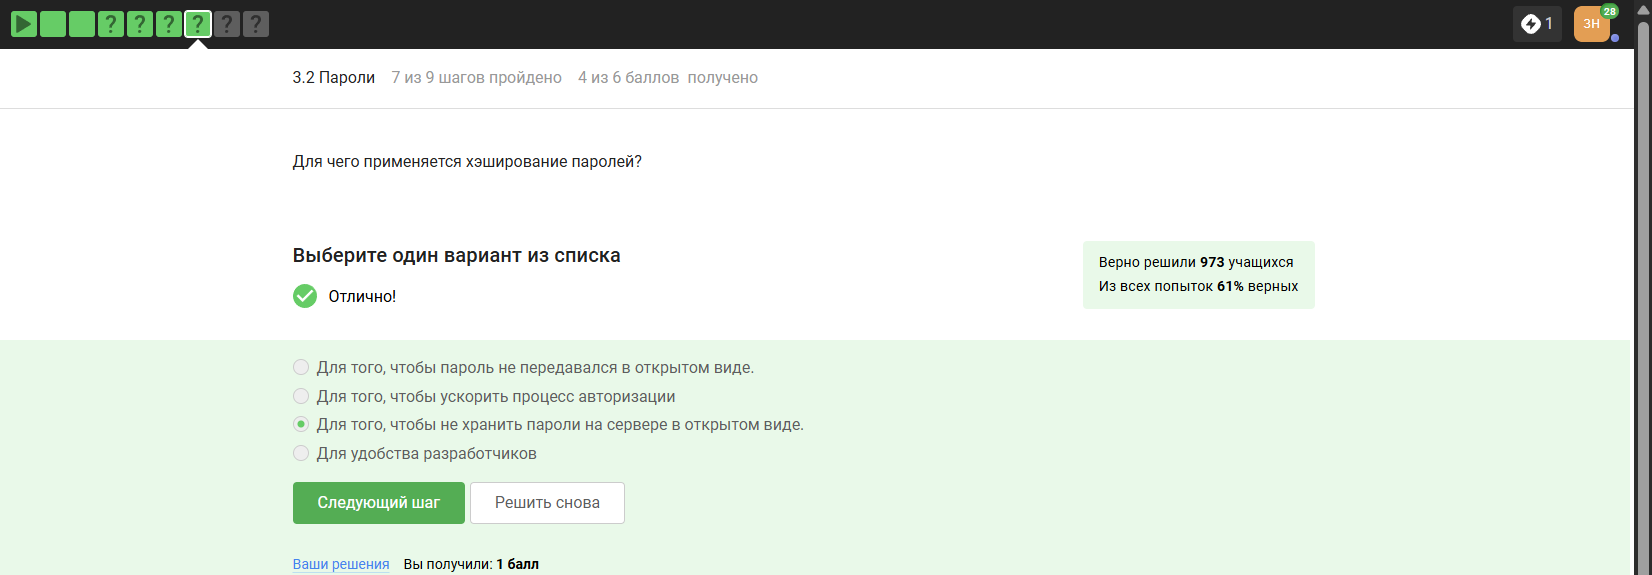 ? ? ? ? ? ?
1
ЗН
28
3.2 Пароли 7 из 9 шагов пройдено 4 из 6 баллов получено
Для чего применяется хэширование паролей?
Выберите один вариант из списка
Отлично!
Верно решили 973 учащихся
Из всех попыток 61% верных
Для того, чтобы пароль не передавался в открытом виде.
Для того, чтобы ускорить процесс авторизации
Для того, чтобы не хранить пароли на сервере в открытом виде.
Для удобства разработчиков
Следующий шаг Решить снова
Ваши решения Вы получили: 1 балл